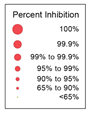 Percent Inhibition
100%
99.9%
99% to 99.9%
95% to 99%
90% to 95%
65% to 90%
<65%